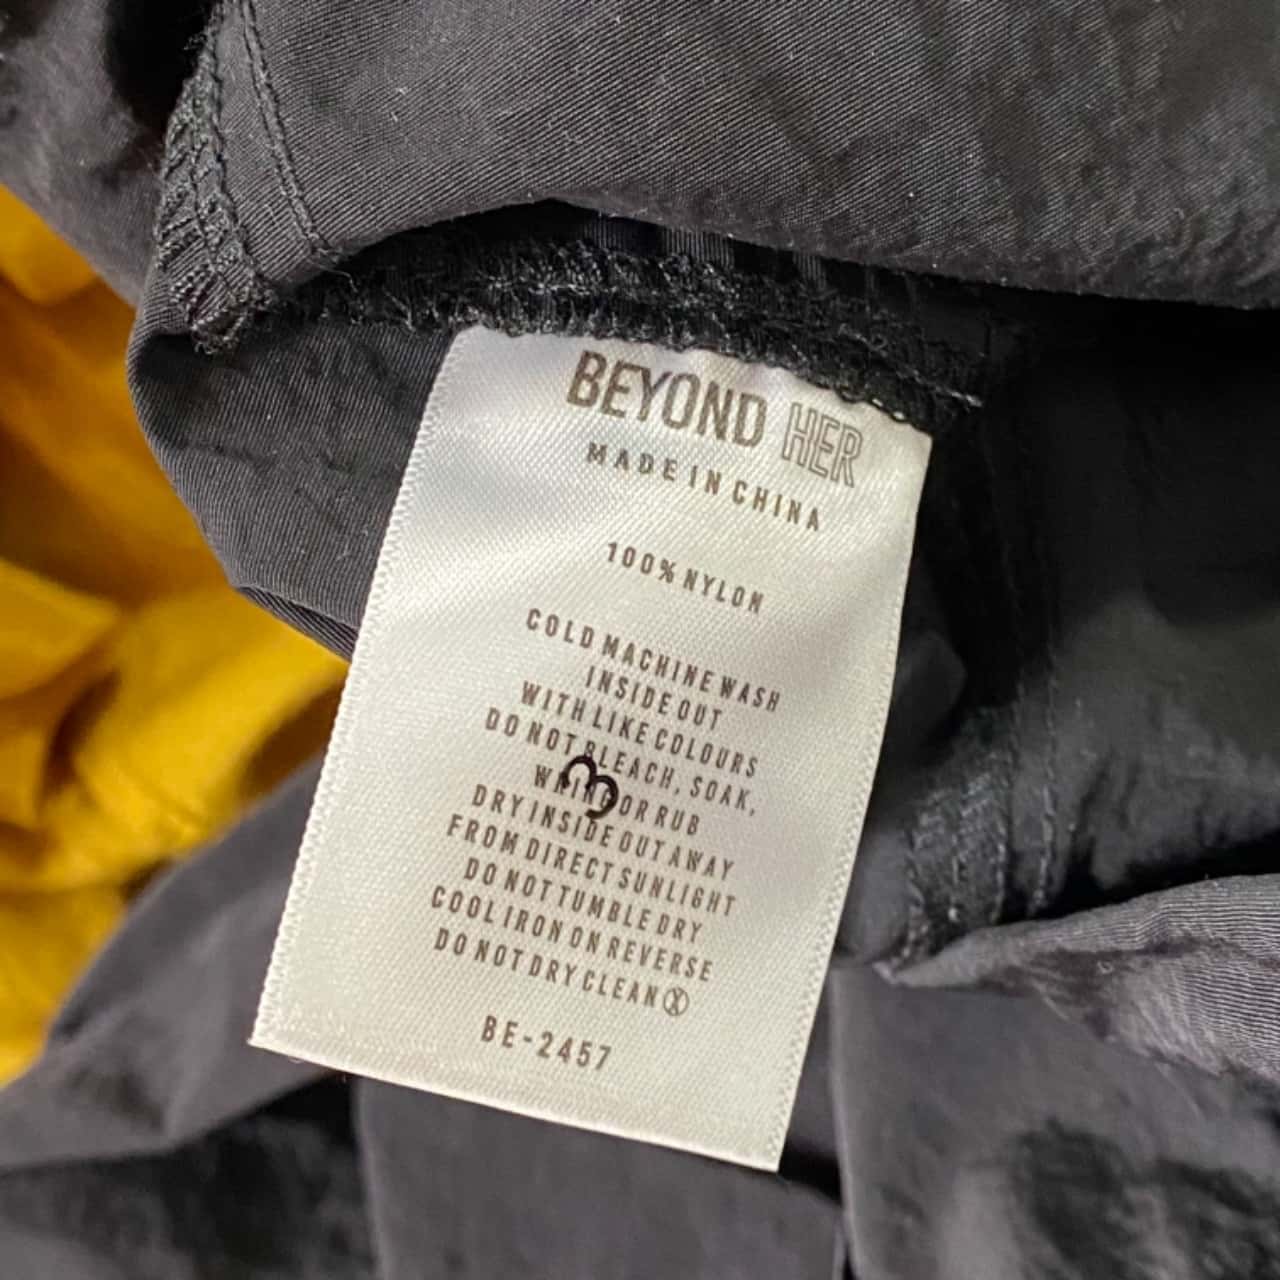 BEYOND HER
MADE IN CHINA
100% NYLON
COLD MACHINE WASH
INSIDE OUT
WITH LIKE COLOURS
DO NOT BLEACH, SOAK,
WRING OR RUB
DRY INSIDE OUT AWAY
FROM DIRECT SUNLIGHT
DO NOT TUMBLE DRY
COOL IRON ON REVERSE
DO NOT DRY CLEAN Ⓧ
BE-2457